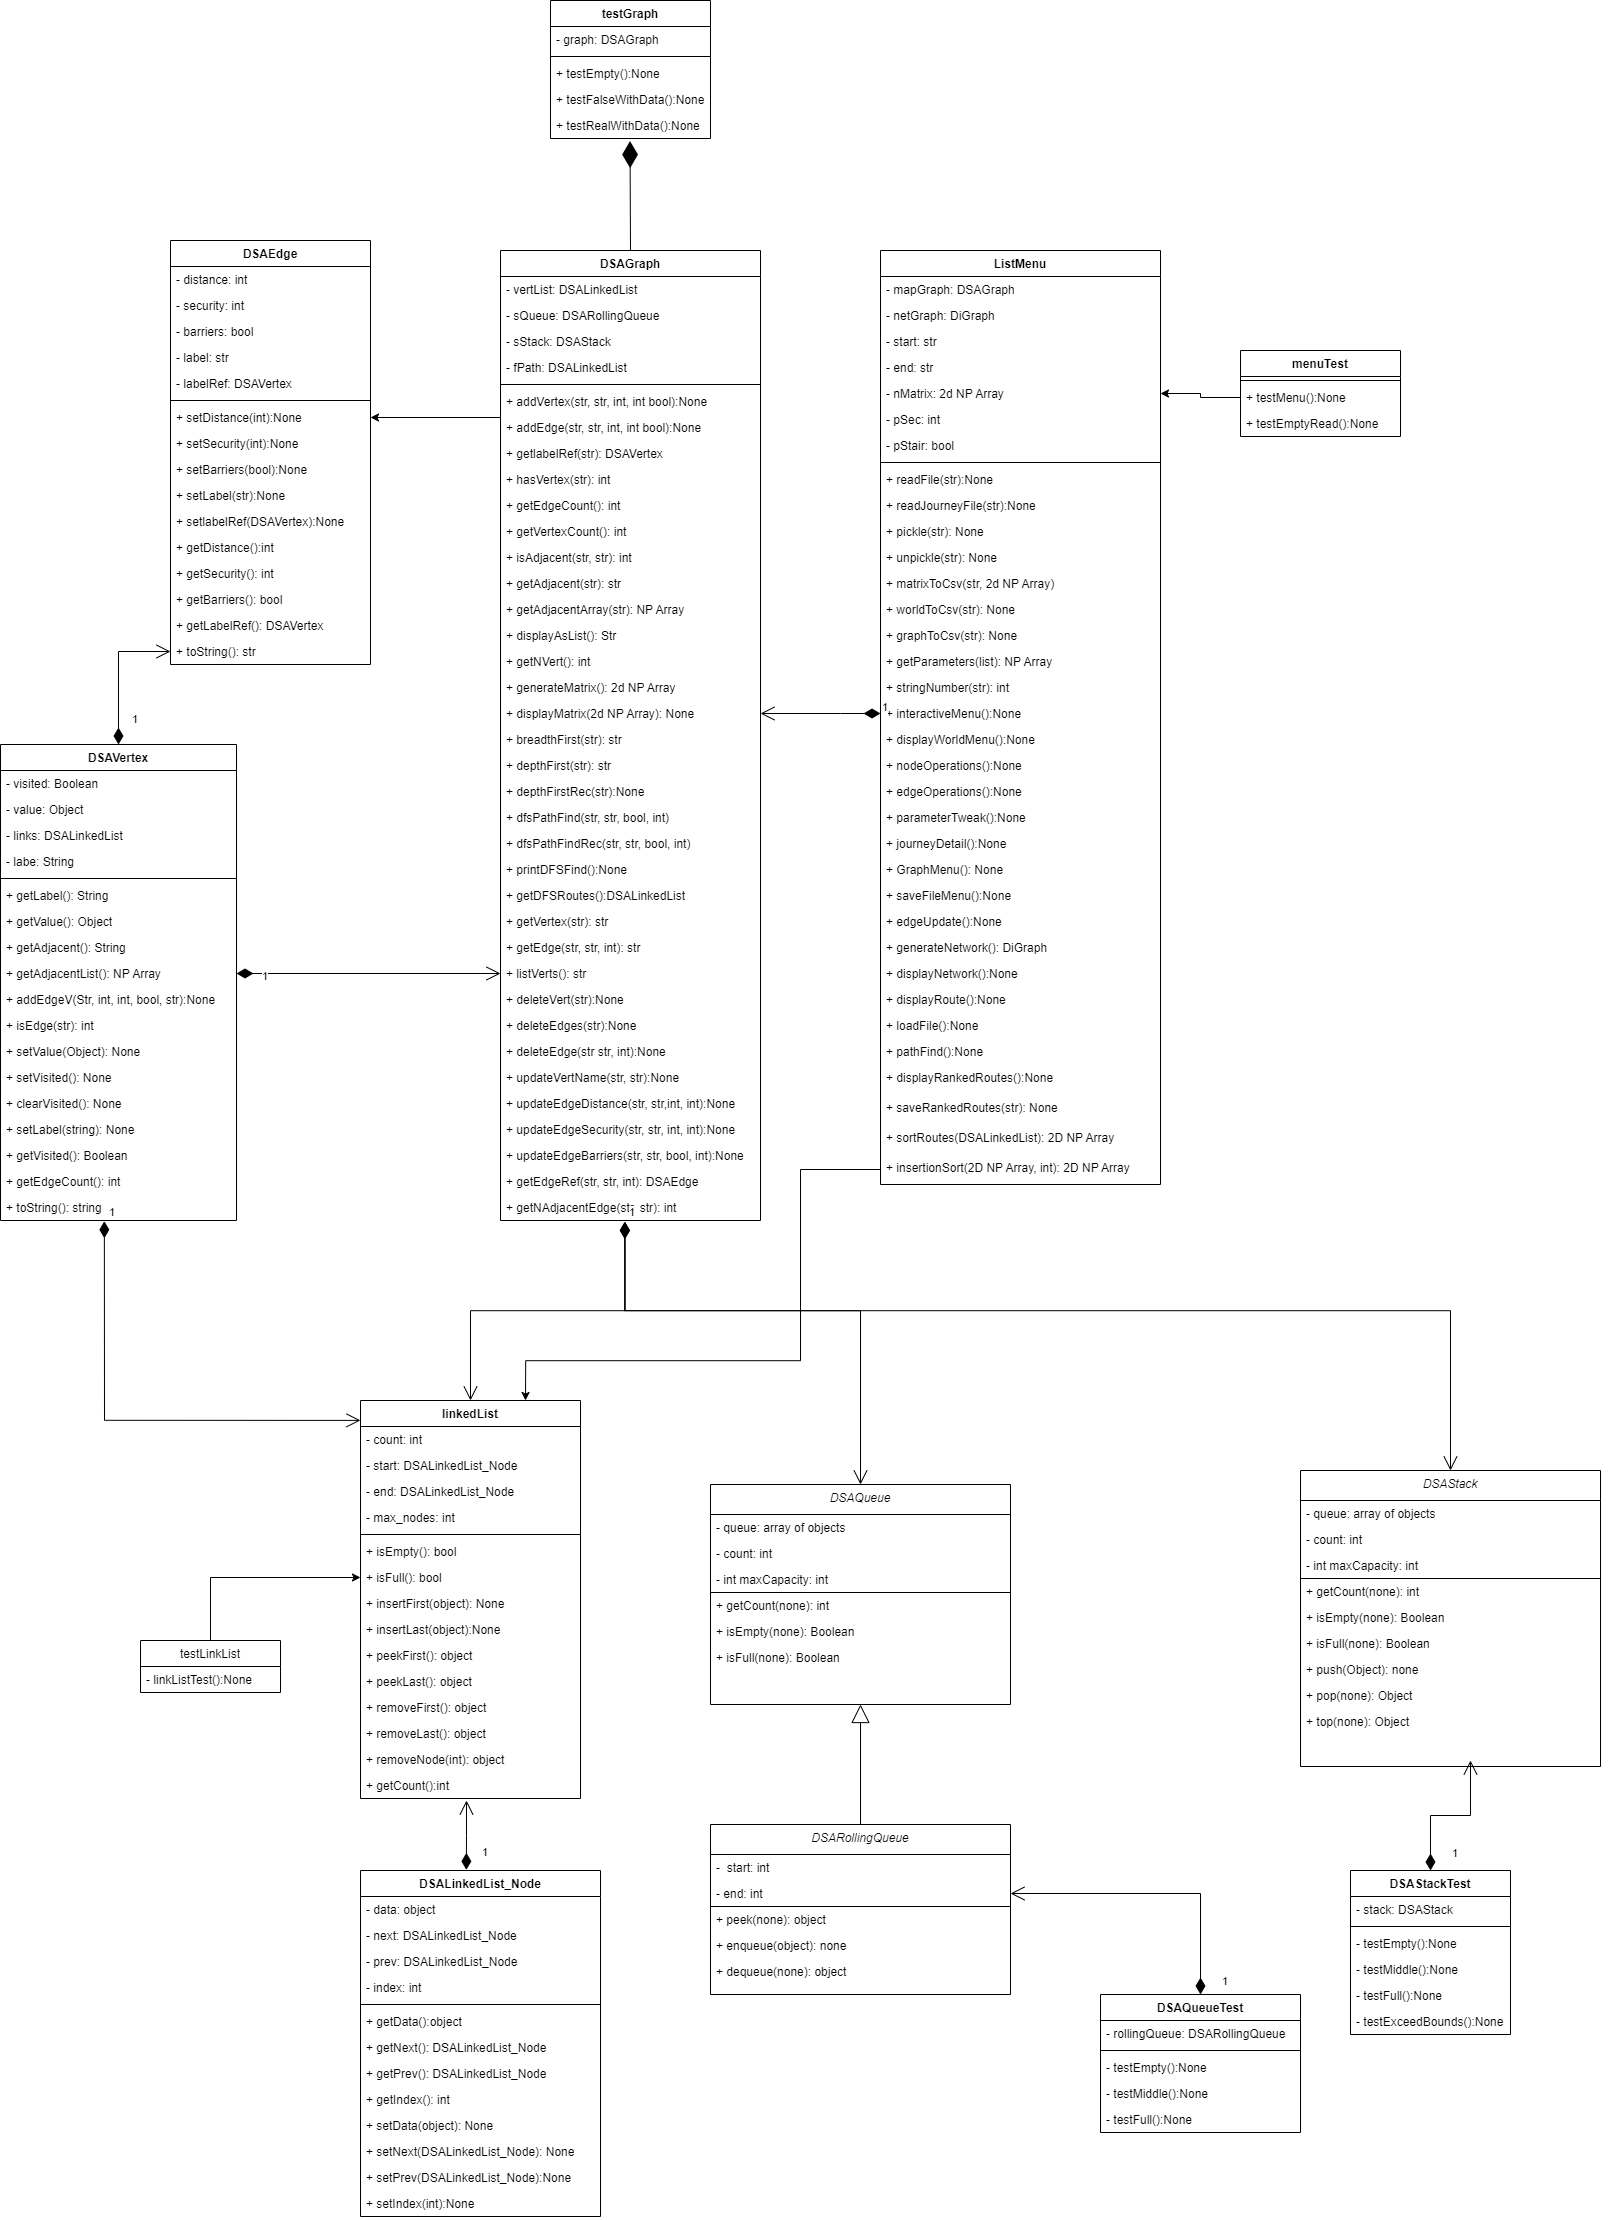 testGraph
- graph: DSAGraph
+ testEmpty():None
+ testFalseWithData():None
+ testRealWithData():None
DSAEdge
- distance: int
- security: int
- barriers: bool
- label: str
- labelRef: DSAVertex
+ setDistance(int):None
+ setSecurity(int):None
+ setBarriers(bool):None
+ setLabel(str):None
+ setlabelRef(DSAVertex):None
+ getDistance():int
+ getSecurity(): int
+ getBarriers(): bool
+ getLabelRef(): DSAVertex
+ toString(): str
DSAGraph
- vertList: DSALinkedList
- sQueue: DSARollingQueue
- sStack: DSAStack
- fPath: DSALinkedList
+ addVertex(str, str, int, int bool):None
+ addEdge(str, str, int, int bool):None
+ getlabelRef(str): DSAVertex
+ hasVertex(str): int
+ getEdgeCount(): int
+ getVertexCount(): int
+ isAdjacent(str, str): int
+ getAdjacent(str): str
+ getAdjacentArray(str): NP Array
+ displayAsList(): Str
+ getNVert(): int
+ generateMatrix(): 2d NP Array
+ displayMatrix(2d NP Array): None
+ breadthFirst(str): str
+ depthFirst(str): str
+ depthFirstRec(str):None
+ dfsPathFind(str, str, bool, int)
+ dfsPathFindRec(str, str, bool, int)
+ printDFSFind():None
+ getDFSRoutes():DSALinkedList
+ getVertex(str): str
+ getEdge(str, str, int): str
+ listVerts(): str
+ deleteVert(str):None
+ deleteEdges(str):None
+ deleteEdge(str str, int):None
+ updateVertName(str, str):None
+ updateEdgeDistance(str, str,int, int):None
+ updateEdgeSecurity(str, str, int, int):None
+ updateEdgeBarriers(str, str, bool, int):None
+ getEdgeRef(str, str, int): DSAEdge
+ getNAdjacentEdge(str, str): int
1
ListMenu
- mapGraph: DSAGraph
- netGraph: DiGraph
- start: str
- end: str
- nMatrix: 2d NP Array
- pSec: int
- pStair: bool
+ readFile(str):None
+ readJourneyFile(str):None
+ pickle(str): None
+ unpickle(str): None
+ matrixToCsv(str, 2d NP Array)
+ worldToCsv(str): None
+ graphToCsv(str): None
+ getParameters(list): NP Array
+ stringNumber(str): int
1
+ interactiveMenu():None
+ displayWorldMenu():None
+ nodeOperations():None
+ edgeOperations():None
+ parameterTweak():None
+ journeyDetail():None
+ GraphMenu(): None
+ saveFileMenu():None
+ edgeUpdate():None
+ generateNetwork(): DiGraph
+ displayNetwork():None
+ displayRoute():None
+ loadFile():None
+ pathFind():None
+ displayRankedRoutes():None
+ saveRankedRoutes(str): None
+ sortRoutes(DSALinkedList): 2D NP Array
+ insertionSort(2D NP Array, int): 2D NP Array
menuTest
+ testMenu():None
+ testEmptyRead():None
1
DSAVertex
- visited: Boolean
- value: Object
- links: DSALinkedList
- labe: String
+ getLabel(): String
+ getValue(): Object
+ getAdjacent(): String
+ getAdjacentList(): NP Array
1
+ addEdgeV(Str, int, int, bool, str):None
+ isEdge(str): int
+ setValue(Object): None
+ setVisited(): None
+ clearVisited(): None
+ setLabel(string): None
+ getVisited(): Boolean
+ getEdgeCount(): int
+ toString(): string
1
linkedList
- count: int
- start: DSALinkedList_Node
- end: DSALinkedList_Node
- max_nodes: int
+ isEmpty(): bool
+ isFull(): bool
+ insertFirst(object): None
+ insertLast(object):None
+ peekFirst(): object
+ peekLast(): object
+ removeFirst(): object
+ removeLast(): object
+ removeNode(int): object
+ getCount():int
testLinkList
- linkListTest():None
1
DSALinkedList_Node
- data: object
- next: DSALinkedList_Node
- prev: DSALinkedList_Node
- index: int
+ getData():object
+ getNext(): DSALinkedList_Node
+ getPrev(): DSALinkedList_Node
+ getIndex(): int
+ setData(object): None
+ setNext(DSALinkedList_Node): None
+ setPrev(DSALinkedList_Node):None
+ setIndex(int):None
DSAQueue
- queue: array of objects
- count: int
- int maxCapacity: int
+ getCount(none): int
+ isEmpty(none): Boolean
+ isFull(none): Boolean
DSARollingQueue
- start: int
- end: int
+ peek(none): object
+ enqueue(object): none
+ dequeue(none): object
1
DSAQueueTest
- rollingQueue: DSARollingQueue
- testEmpty():None
- testMiddle():None
- testFull():None
DSAStack
- queue: array of objects
- count: int
- int maxCapacity: int
+ getCount(none): int
+ isEmpty(none): Boolean
+ isFull(none): Boolean
+ push(Object): none
+ pop(none): Object
+ top(none): Object
1
DSAStackTest
- stack: DSAStack
- testEmpty():None
- testMiddle():None
- testFull():None
- testExceedBounds():None